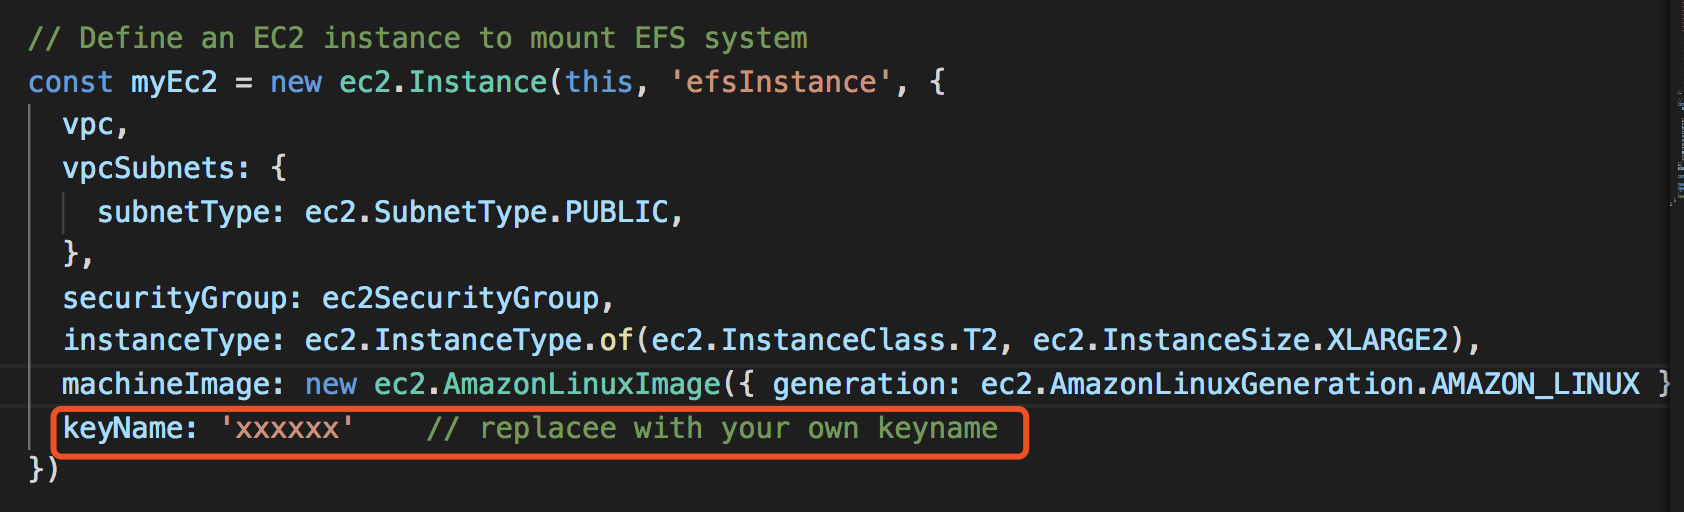 // Define an EC2 instance to mount EFS system
const myEc2 = new ec2.Instance(this, 'efsInstance', {
vpc,
vpcSubnets: {
subnetType: ec2.SubnetType.PUBLIC,
},
securityGroup: ec2SecurityGroup,
instanceType: ec2.InstanceType.of(ec2.InstanceClass.T2, ec2.InstanceSize.XLARGE2),
machineImage: new ec2.AmazonLinuxImage({ generation: ec2.AmazonLinuxGeneration.AMAZON_LINUX }
keyName: 'xxxxxx' // replacee with your own keyname
})